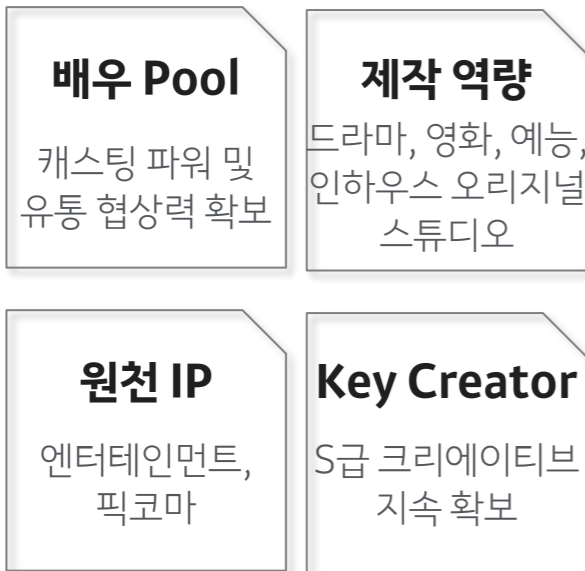 배우 Pool
캐스팅 파워 및
유통 협상력 확보
제작 역량
드라마, 영화, 예능,
인하우스 오리지널
스튜디오
원천 IP
엔터테인먼트,
픽코마
Key Creator
S급 크리에이티브
지속 확보